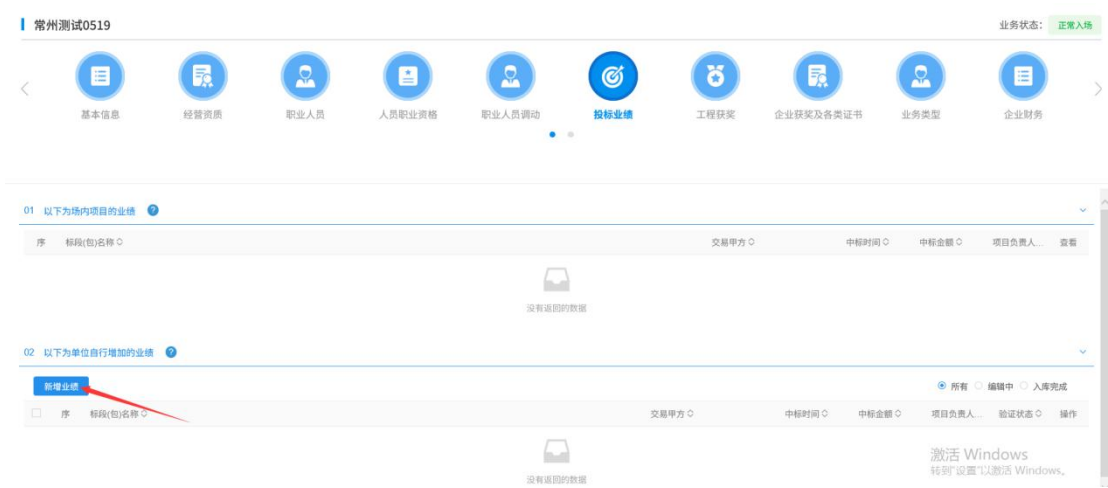 常州测试0519
业务状态： 正常入场
基本信息 经营资质 职业人员 人员职业资格 职业人员调动 投标业绩 工程获奖 企业获奖及各类证书 业务类型 企业财务
01 以下为场内项目的业绩 ?
序 标段(包)名称 交易甲方 中标时间 中标金额 项目负责人... 查看
没有返回的数据
02 以下为单位自行增加的业绩 ?
新增业绩 所有 编辑中 入库完成
序 标段(包)名称 交易甲方 中标时间 中标金额 项目负责人... 验证状态 操作
没有返回的数据
激活 Windows
转到"设置"以激活 Windows。